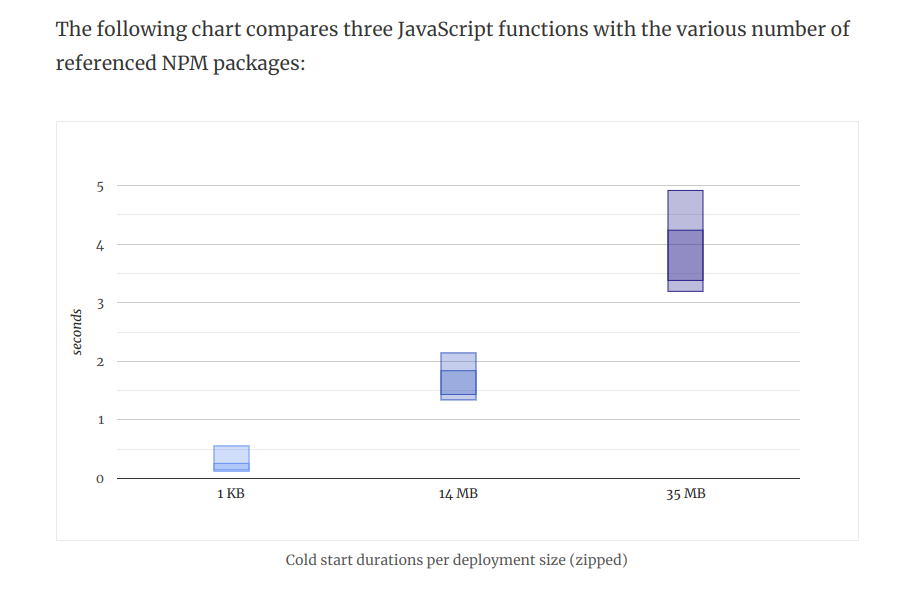 The following chart compares three JavaScript functions with the various number of
referenced NPM packages:
5
4
3
2
1
0
seconds
1 KB
14 MB
35 MB
Cold start durations per deployment size (zipped)